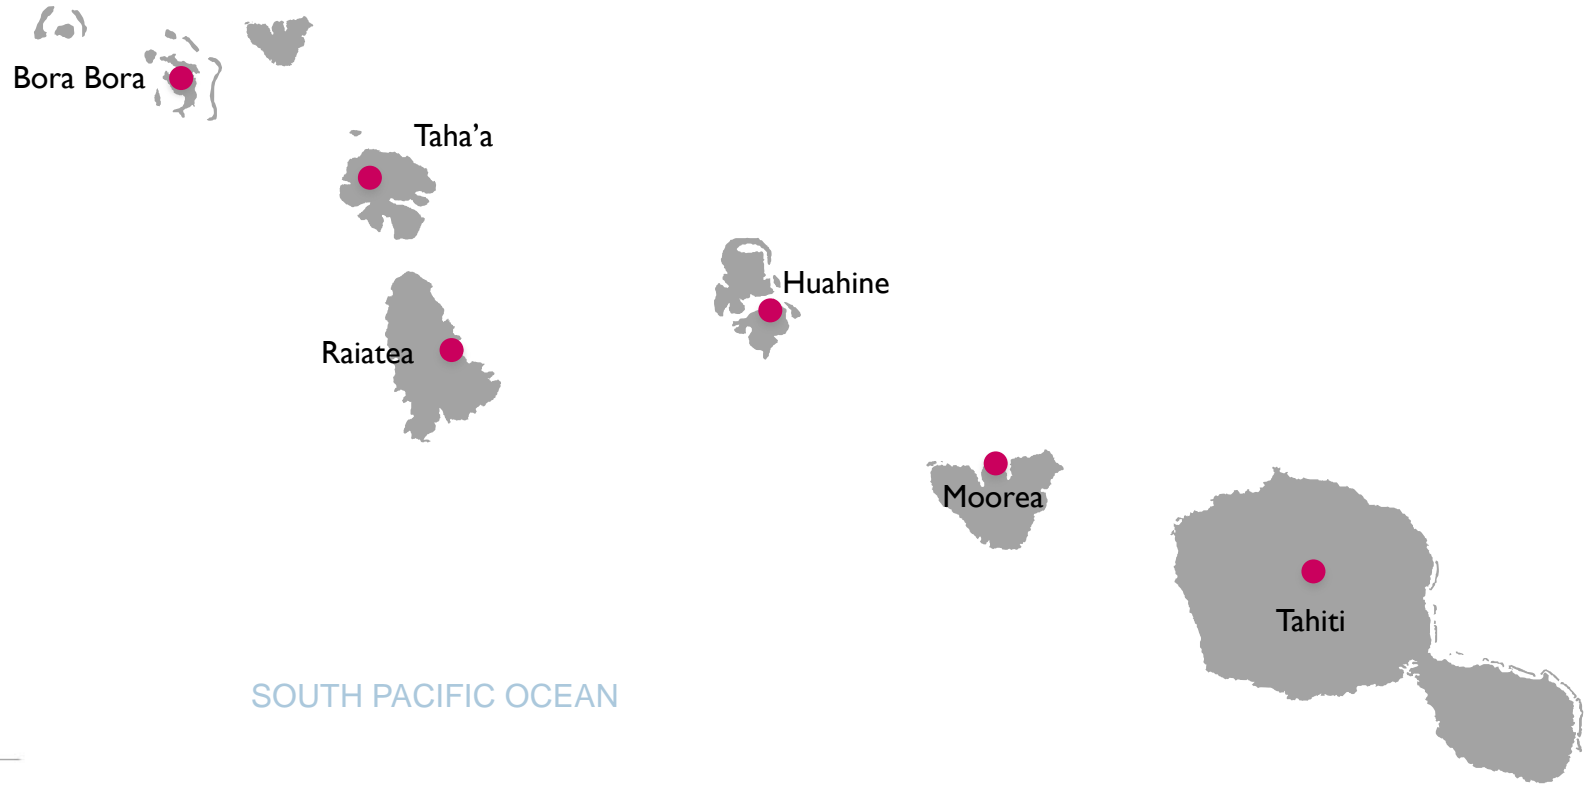 Bora Bora
Taha’a
Huahine
Raiatea
Moorea
Tahiti
SOUTH PACIFIC OCEAN